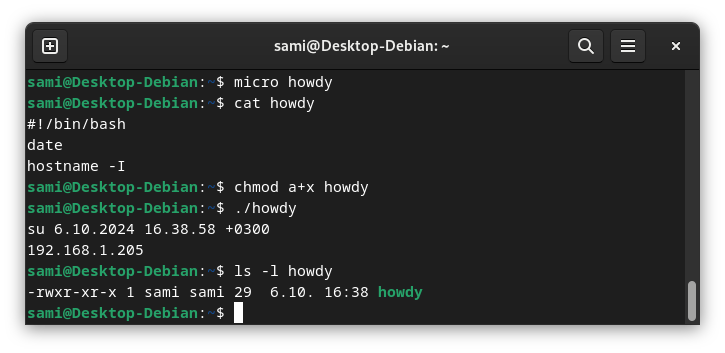 sami@Desktop-Debian: ~
sami@Desktop-Debian:~$ micro howdy
sami@Desktop-Debian:~$ cat howdy
#!/bin/bash
date
hostname -I
sami@Desktop-Debian:~$ chmod a+x howdy
sami@Desktop-Debian:~$ ./howdy
su 6.10.2024 16.38.58 +0300
192.168.1.205
sami@Desktop-Debian:~$ ls -l howdy
-rwxr-xr-x 1 sami sami 29  6.10. 16:38 howdy
sami@Desktop-Debian:~$